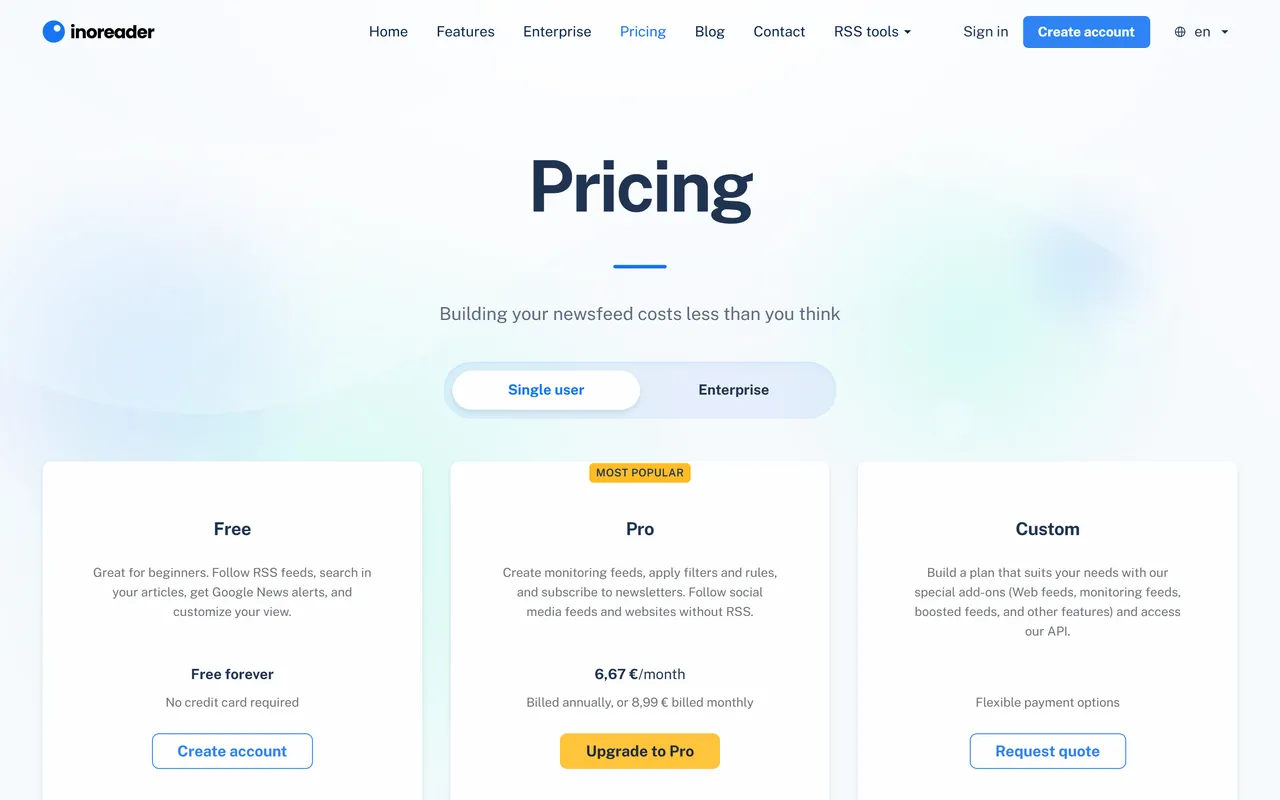 inoreader
Home Features Enterprise Pricing Blog Contact RSS tools Sign in Create account en
Pricing
Building your newsfeed costs less than you think
Single user Enterprise
Free
Great for beginners. Follow RSS feeds, search in
your articles, get Google News alerts, and
customize your view.
Free forever
No credit card required
Create account
MOST POPULAR
Pro
Create monitoring feeds, apply filters and rules,
and subscribe to newsletters. Follow social
media feeds and websites without RSS.
6,67 €/month
Billed annually, or 8,99 € billed monthly
Upgrade to Pro
Custom
Build a plan that suits your needs with our
special add-ons (Web feeds, monitoring feeds,
boosted feeds, and other features) and access
our API.
Flexible payment options
Request quote